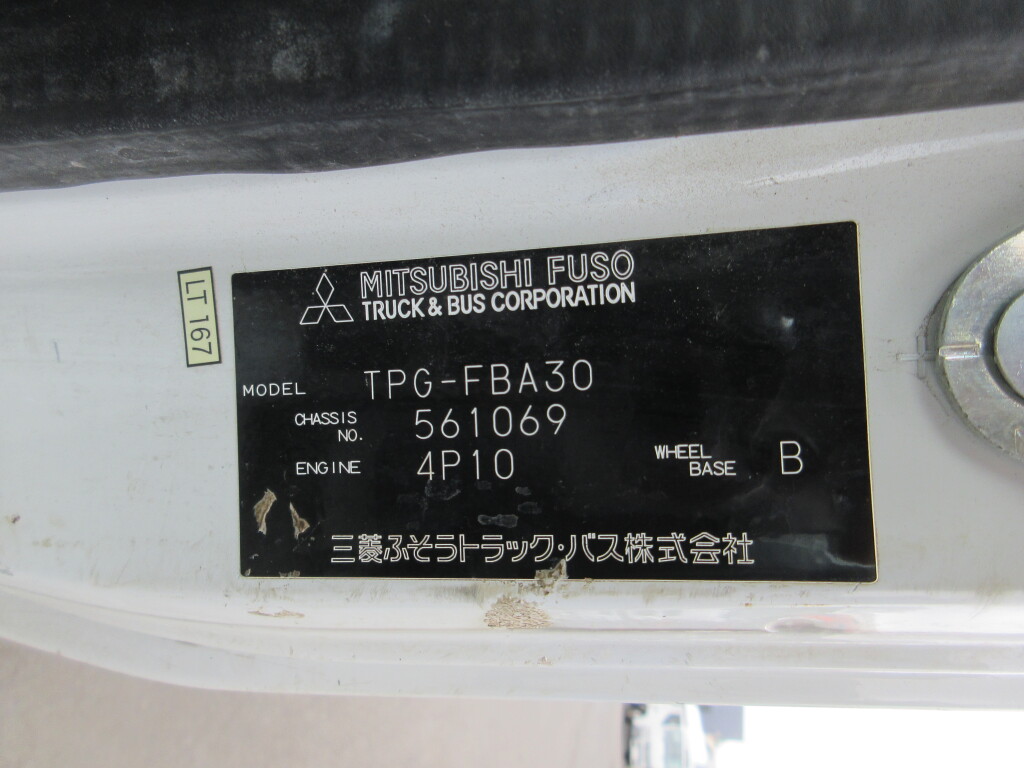 MITSUBISHI FUSO
TRUCK & BUS CORPORATION
LT 167
MODEL TPG-FBA30
CHASSIS NO. 561069
ENGINE 4P10 WHEEL BASE B
三菱ふそうトラック・バス株式会社